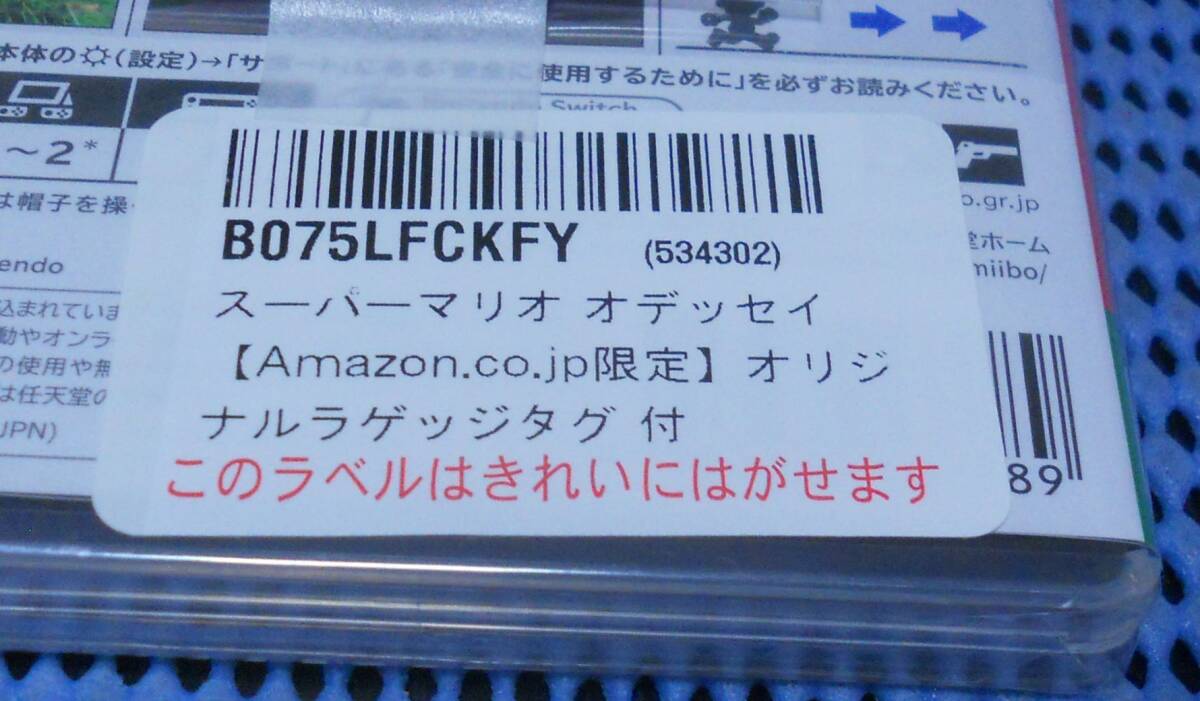 本体の(設定)→「サポート」にある「安全に使用するために」を必ずお読みください。
Switch
～2*
は帽子を操
o.gr.jp
B075LFCKFY (534302)
堂ホーム
endo
miibo/
スーパーマリオ オデッセイ
込まれていま
動やオンラ
【Amazon.co.jp限定】オリジ
の使用や無
は任天堂の
ナルラゲッジタグ 付
JPN)
このラベルはきれいにはがせます
89